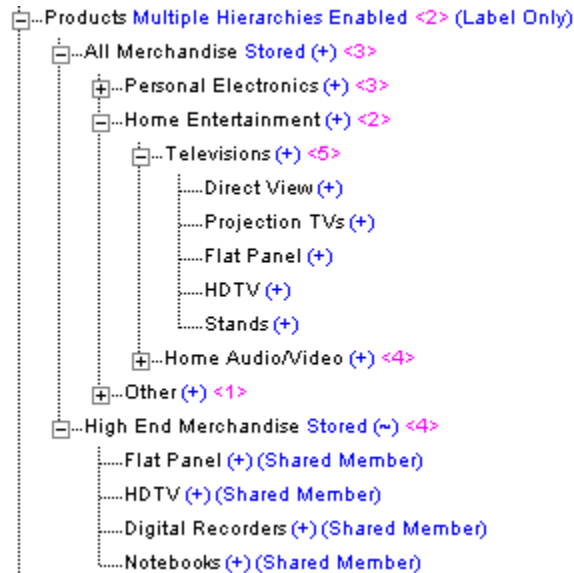 Products Multiple Hierarchies Enabled <2> (Label Only)
All Merchandise Stored (+) <3>
Personal Electronics (+) <3>
Home Entertainment (+) <2>
Televisions (+) <5>
Direct View (+)
Projection TVs (+)
Flat Panel (+)
HDTV (+)
Stands (+)
Home Audio/Video (+) <4>
Other (+) <1>
High End Merchandise Stored (~) <4>
Flat Panel (+) (Shared Member)
HDTV (+) (Shared Member)
Digital Recorders (+) (Shared Member)
Notebooks (+) (Shared Member)